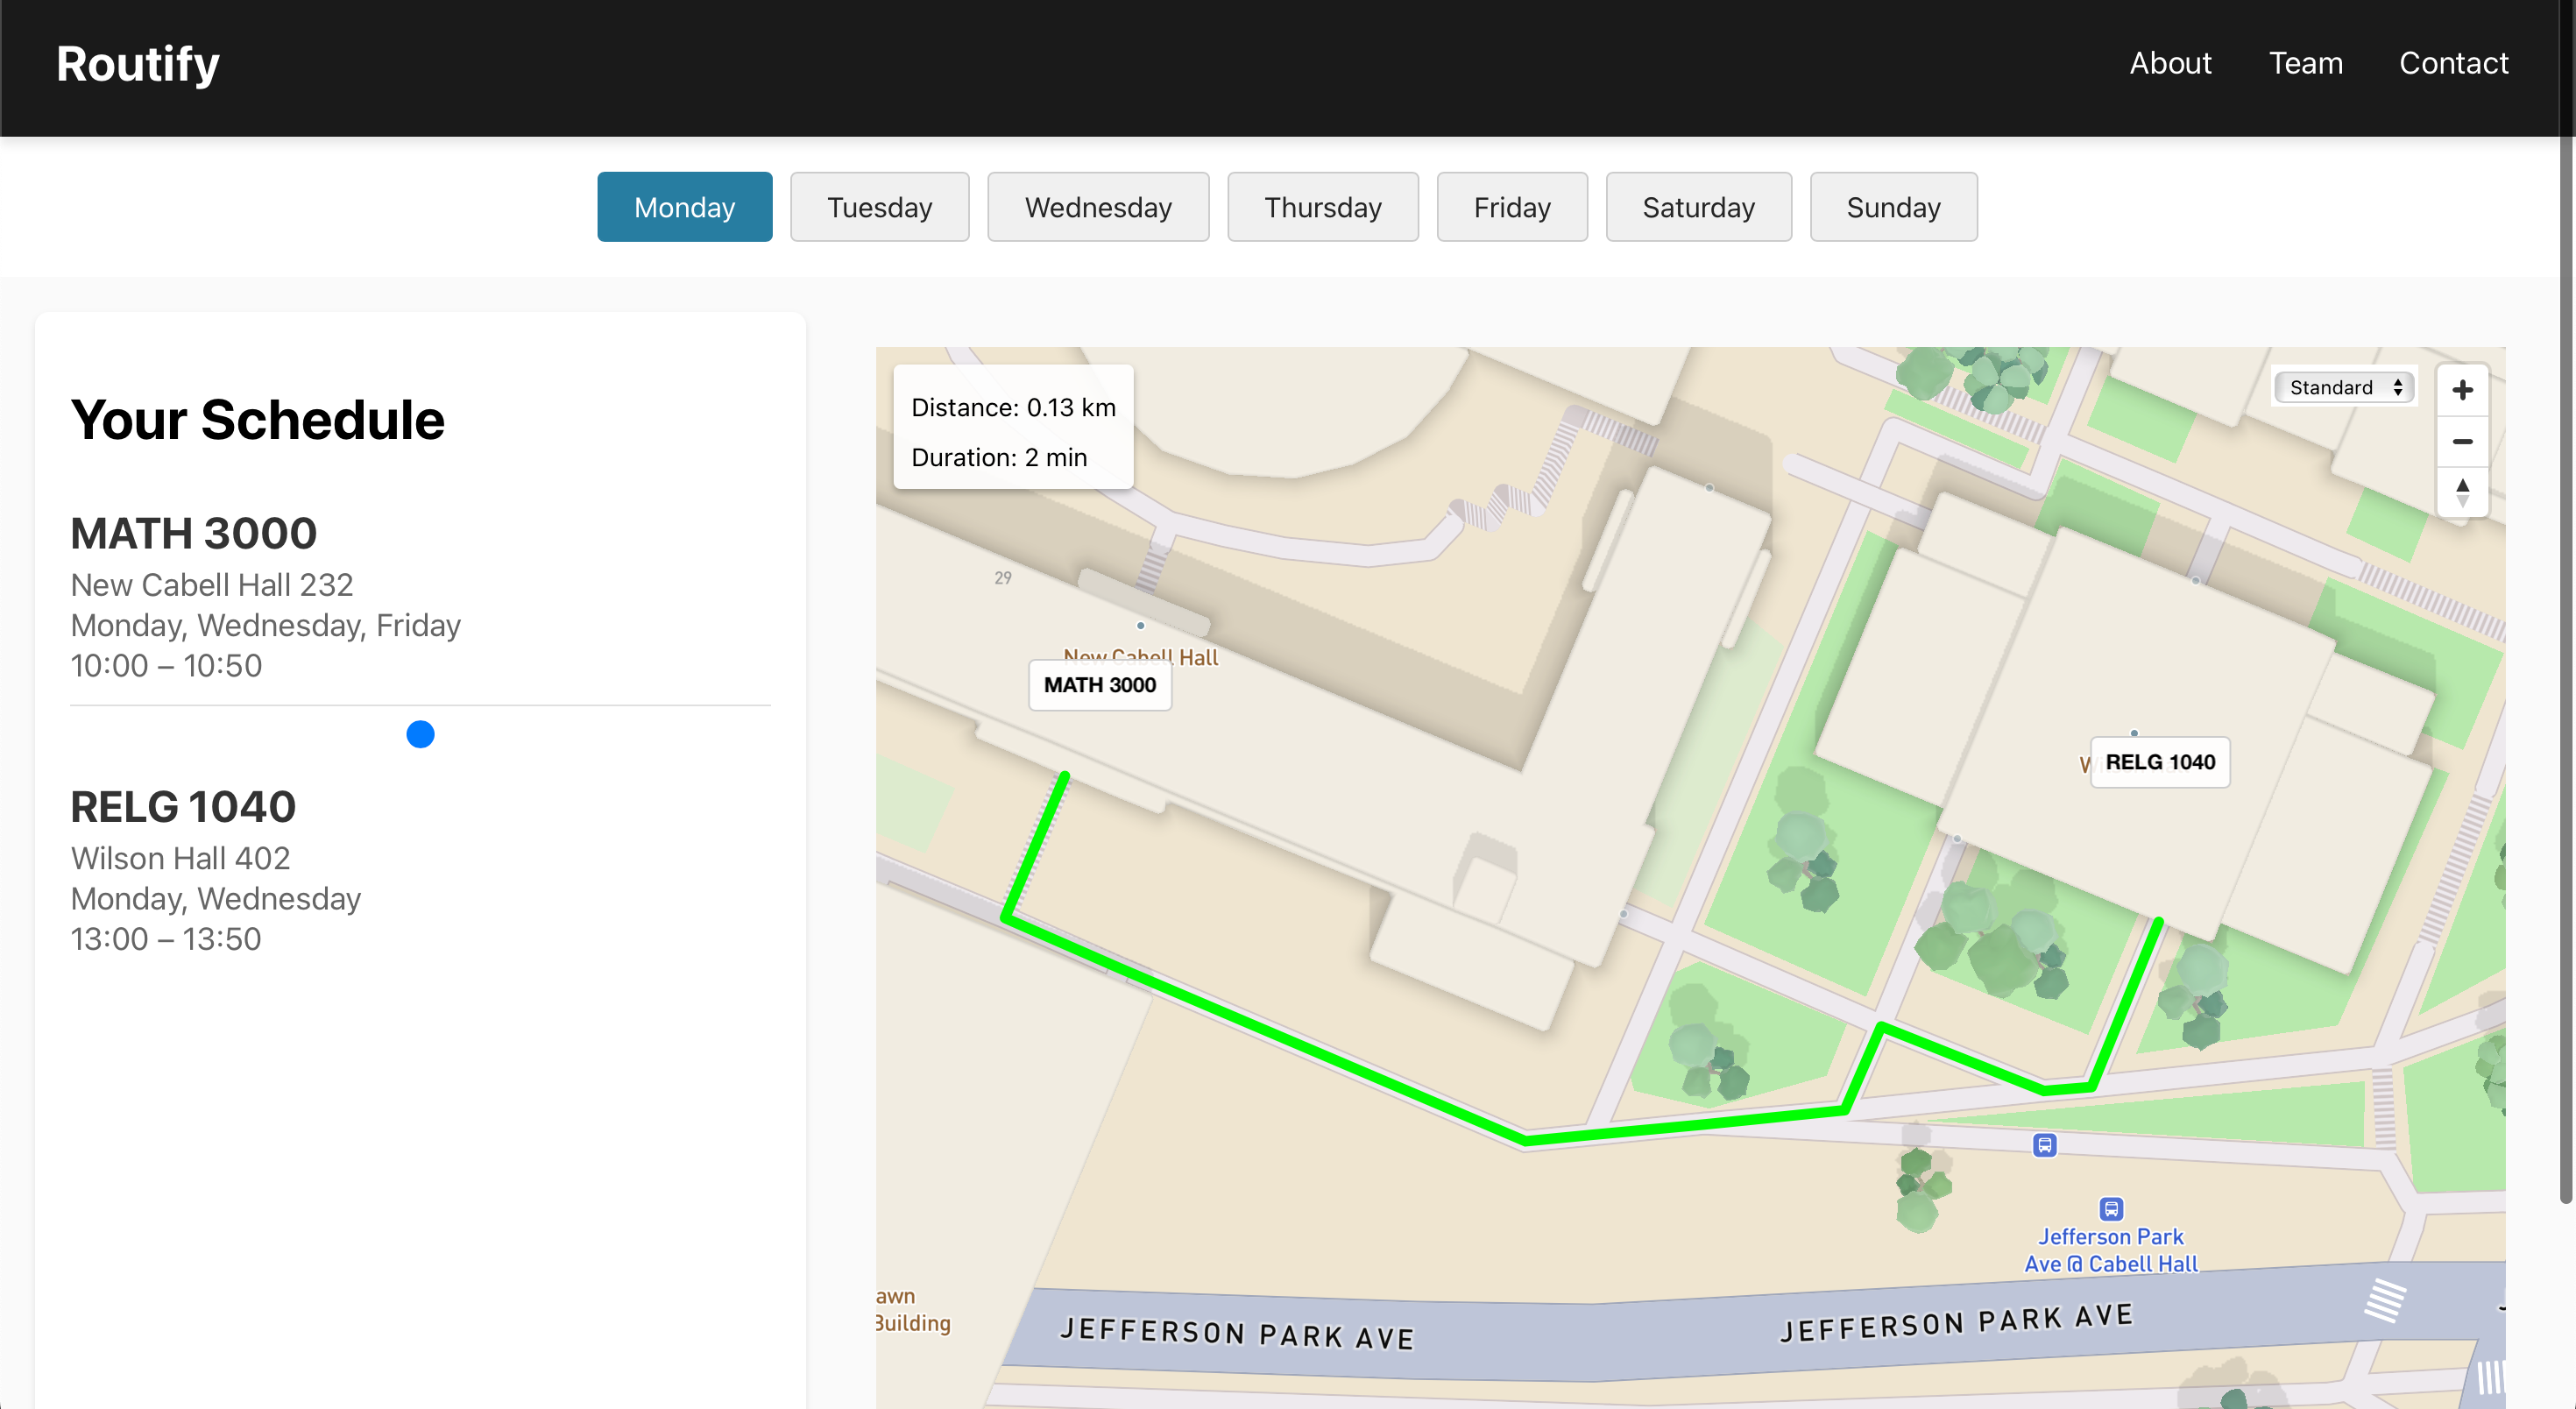 Routify
About Team Contact
Monday Tuesday Wednesday Thursday Friday Saturday Sunday
Your Schedule
MATH 3000
New Cabell Hall 232
Monday, Wednesday, Friday
10:00 – 10:50
RELG 1040
Wilson Hall 402
Monday, Wednesday
13:00 – 13:50
Distance: 0.13 km
Duration: 2 min
Standard
29
New Cabell Hall
MATH 3000
RELG 1040
Jefferson Park
Ave @ Cabell Hall
awn
Building
JEFFERSON PARK AVE
JEFFERSON PARK AVE